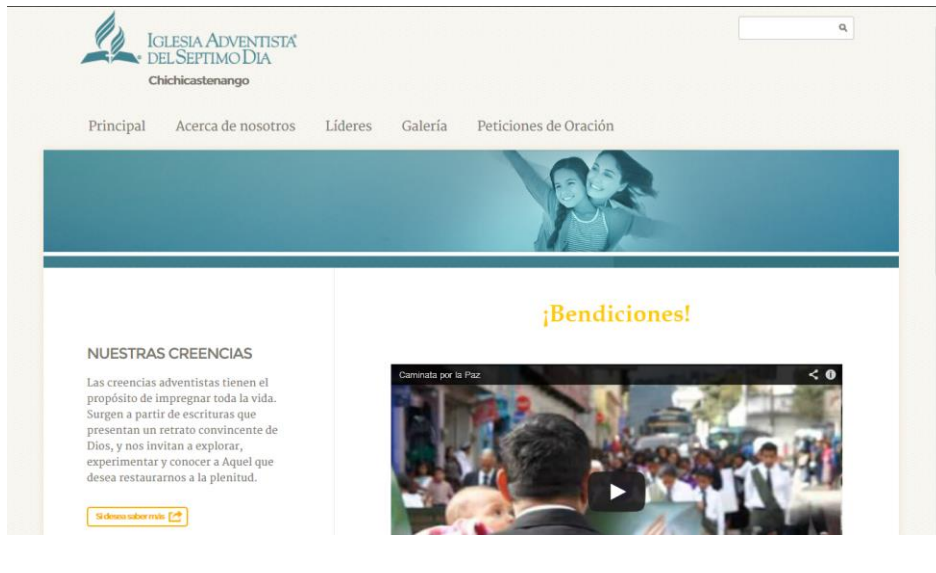 IGLESIA ADVENTISTA
DEL SEPTIMO DIA
Chichicastenango
Principal Acerca de nosotros Líderes Galería Peticiones de Oración
¡Bendiciones!
NUESTRAS CREENCIAS
Las creencias adventistas tienen el
propósito de impregnar toda la vida.
Surgen a partir de escrituras que
presentan un retrato convincente de
Dios, y nos invitan a explorar,
experimentar y conocer a Aquel que
desea restaurarnos a la plenitud.
Si desea saber más
Caminata por la Paz